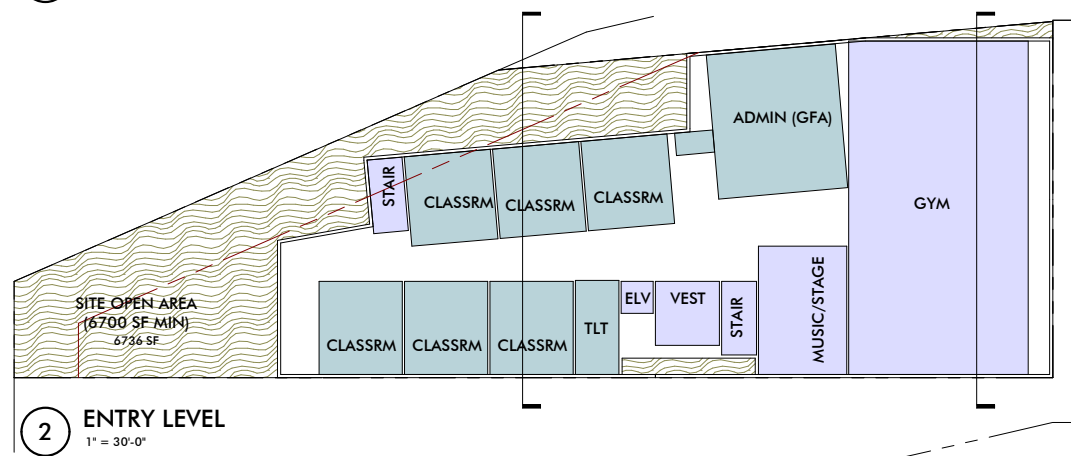 ADMIN (GFA)
STAIR
CLASSRM
CLASSRM
CLASSRM
GYM
SITE OPEN AREA
(6700 SF MIN)
6736 SF
CLASSRM
CLASSRM
CLASSRM
TLT
ELV
VEST
STAIR
MUSIC/STAGE
2
ENTRY LEVEL
1" = 30'-0"